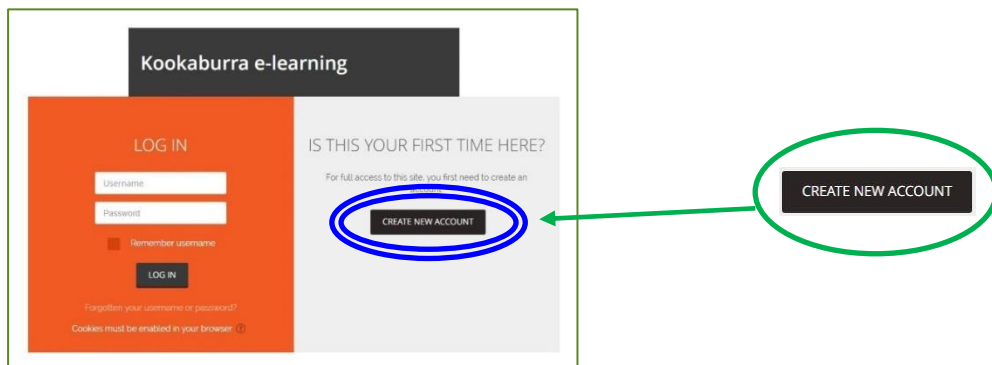 Kookaburra e-learning
LOG IN
Username
Password
Remember username
LOG IN
Forgotten your username or password?
Cookies must be enabled in your browser
IS THIS YOUR FIRST TIME HERE?
For full access to this site, you first need to create an
account
CREATE NEW ACCOUNT
CREATE NEW ACCOUNT